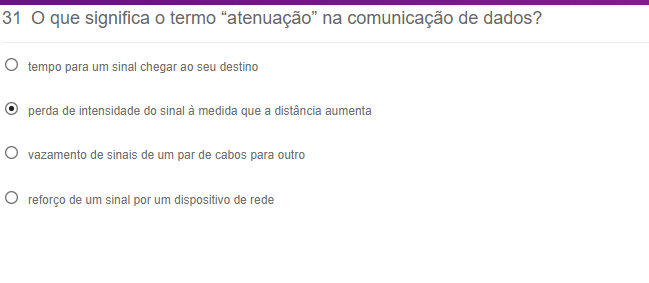 31 O que significa o termo “atenuação” na comunicação de dados?
tempo para um sinal chegar ao seu destino
perda de intensidade do sinal à medida que a distância aumenta
vazamento de sinais de um par de cabos para outro
reforço de um sinal por um dispositivo de rede